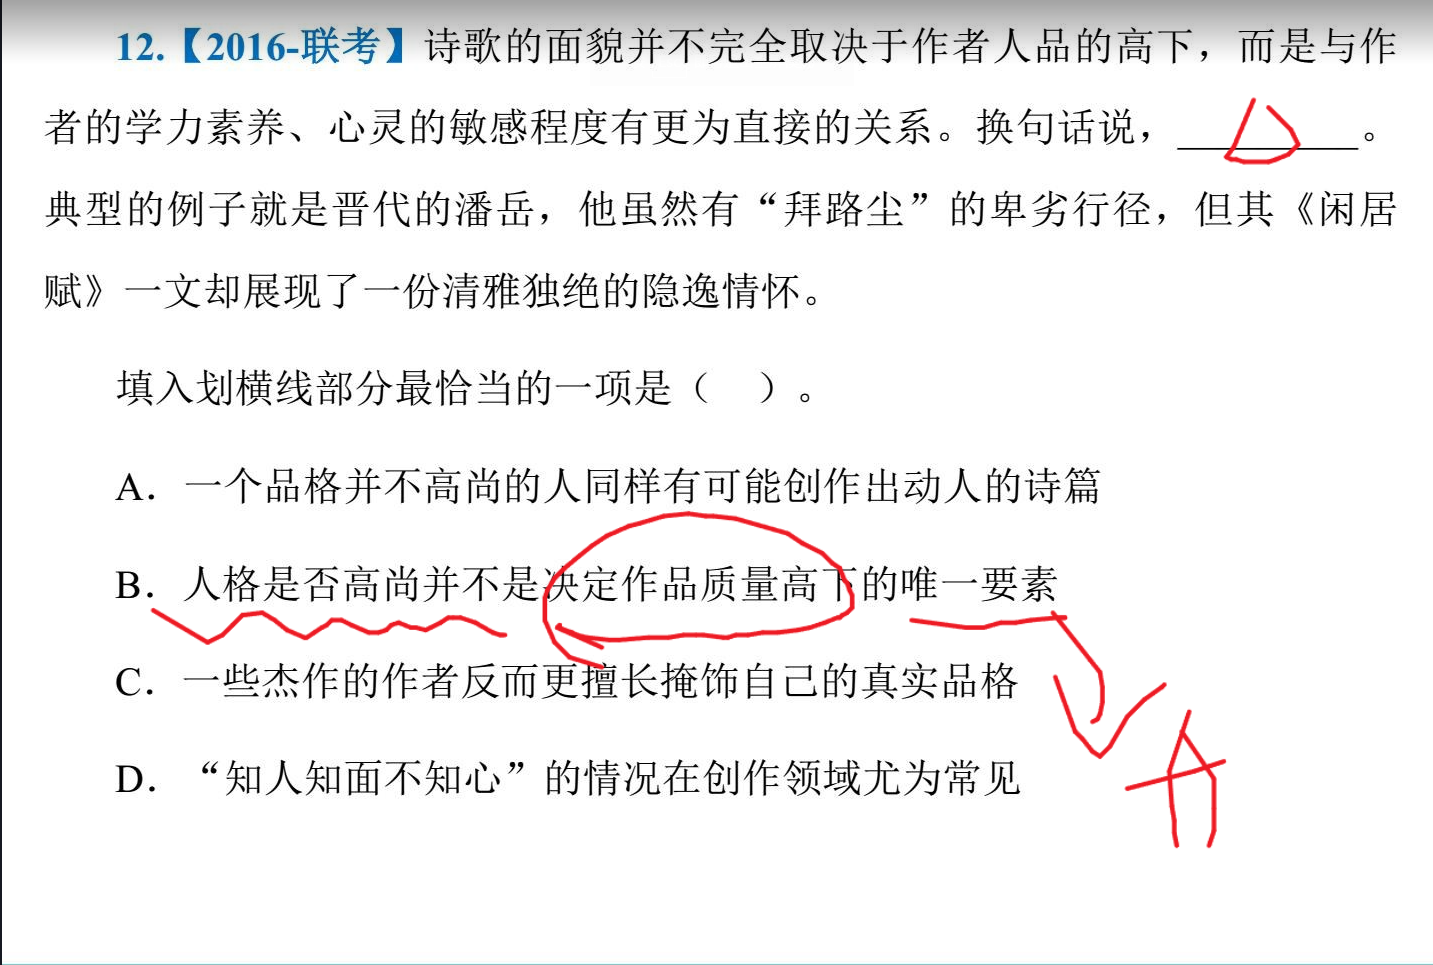 12.【2016-联考】诗歌的面貌并不完全取决于作者人品的高下，而是与作
者的学力素养、心灵的敏感程度有更为直接的关系。换句话说，________。
典型的例子就是晋代的潘岳，他虽然有“拜路尘”的卑劣行径，但其《闲居
赋》一文却展现了一份清雅独绝的隐逸情怀。
填入划横线部分最恰当的一项是（ ）。
A．一个品格并不高尚的人同样有可能创作出动人的诗篇
B．人格是否高尚并不是决定作品质量高下的唯一要素
C．一些杰作的作者反而更擅长掩饰自己的真实品格
D．“知人知面不知心”的情况在创作领域尤为常见